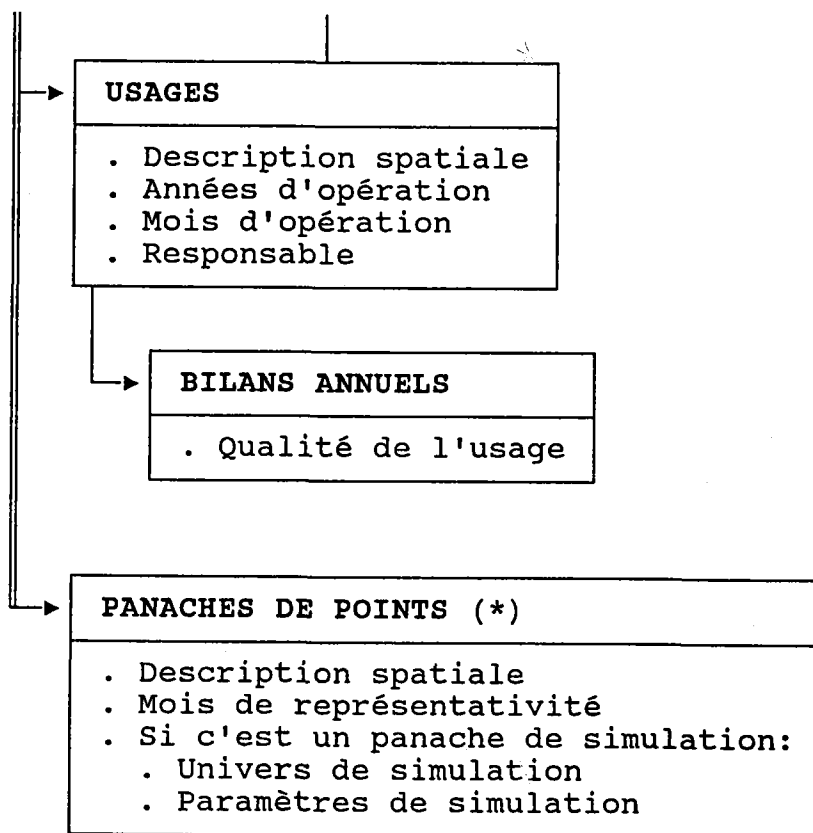 USAGES
. Description spatiale
. Années d'opération
. Mois d'opération
. Responsable
BILANS ANNUELS
. Qualité de l'usage
PANACHES DE POINTS (*)
. Description spatiale
. Mois de représentativité
. Si c'est un panache de simulation:
. Univers de simulation
. Paramètres de simulation